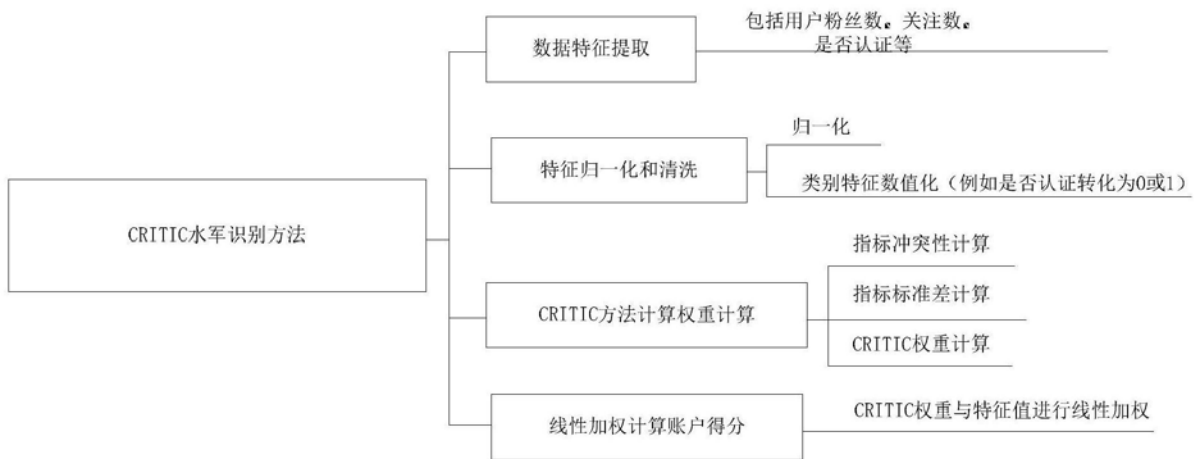 CRITIC水军识别方法
数据特征提取
包括用户粉丝数。关注数。
是否认证等
特征归一化和清洗
归一化
类别特征数值化（例如是否认证转化为0或1）
CRITIC方法计算权重计算
指标冲突性计算
指标标准差计算
CRITIC权重计算
线性加权计算账户得分
CRITIC权重与特征值进行线性加权